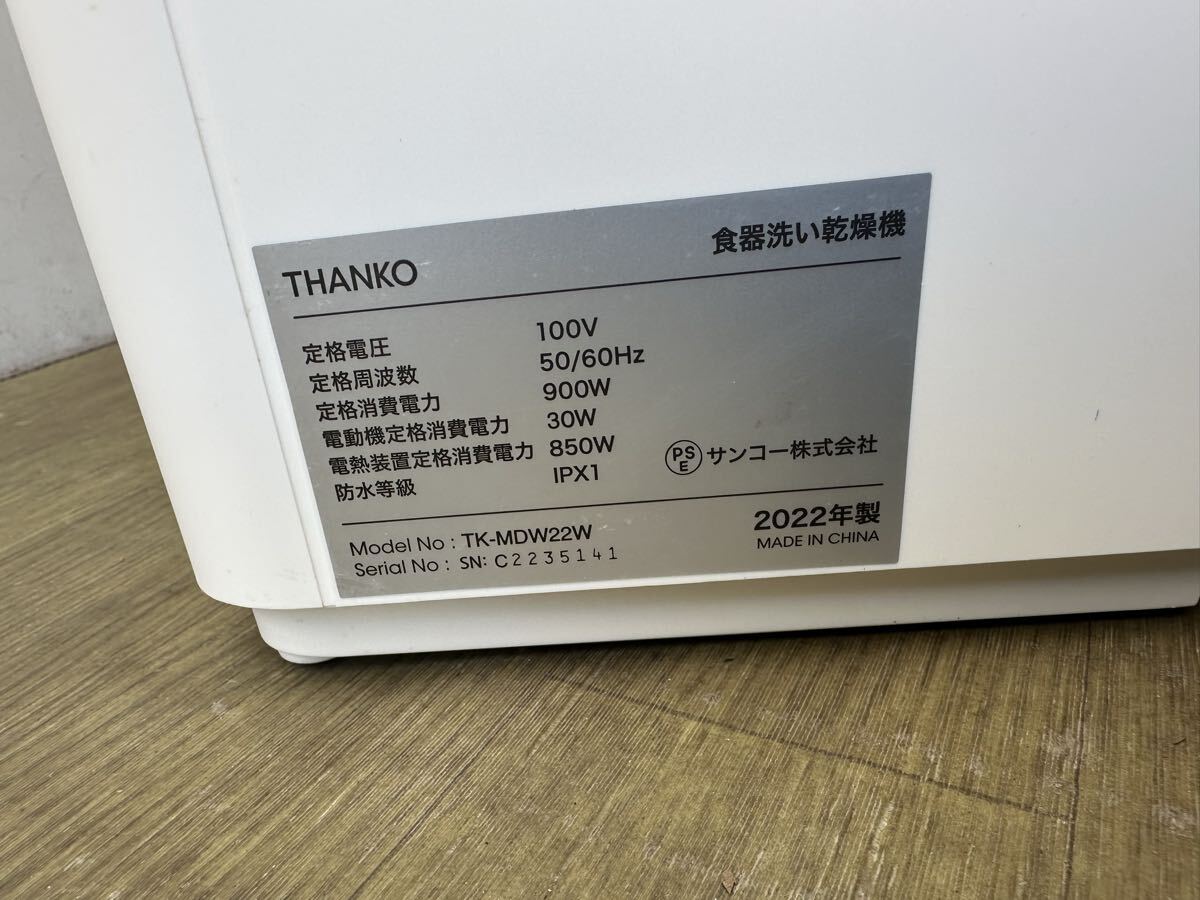 THANKO 食器洗い乾燥機
定格電圧 100V
定格周波数 50/60Hz
定格消費電力 900W
電動機定格消費電力 30W
電熱装置定格消費電力 850W
防水等級 IPX1
PSE サンコー株式会社
Model No : TK-MDW22W 2022年製
Serial No : SN: C2235141 MADE IN CHINA